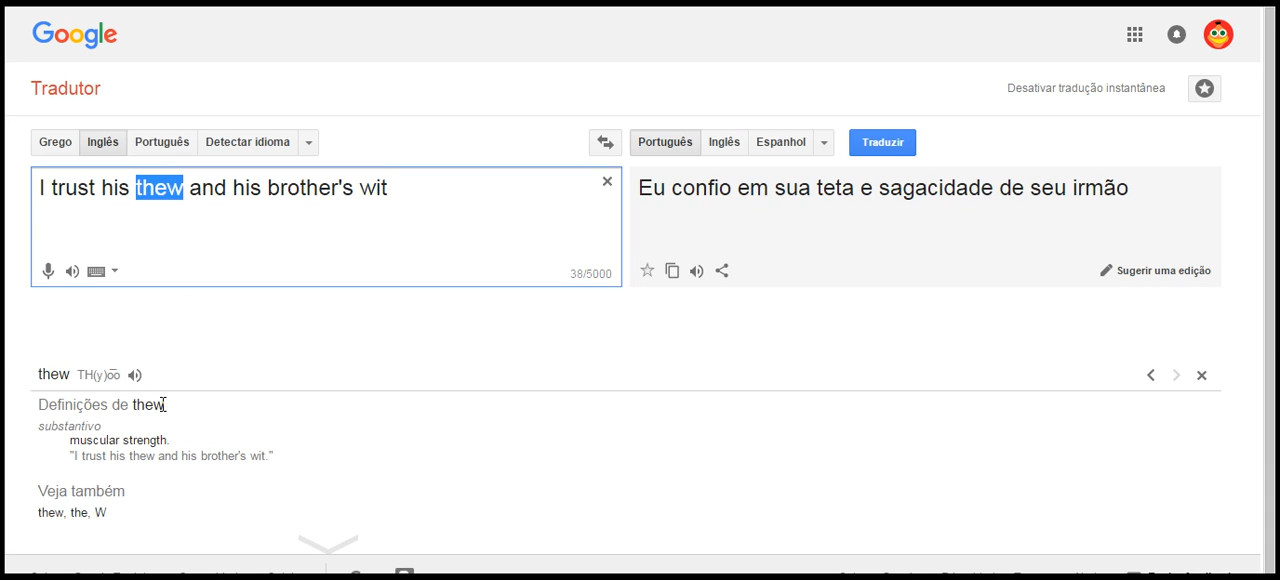 Google
Tradutor
Desativar tradução instantânea
Grego Inglês Português Detectar idioma
Português Inglês Espanhol Traduzir
I trust his thew and his brother's wit
Eu confio em sua teta e sagacidade de seu irmão
38/5000
Sugerir uma edição
thew TH(y)o͞o
Definições de thew
substantivo
muscular strength.
"I trust his thew and his brother's wit."
Veja também
thew, the, W